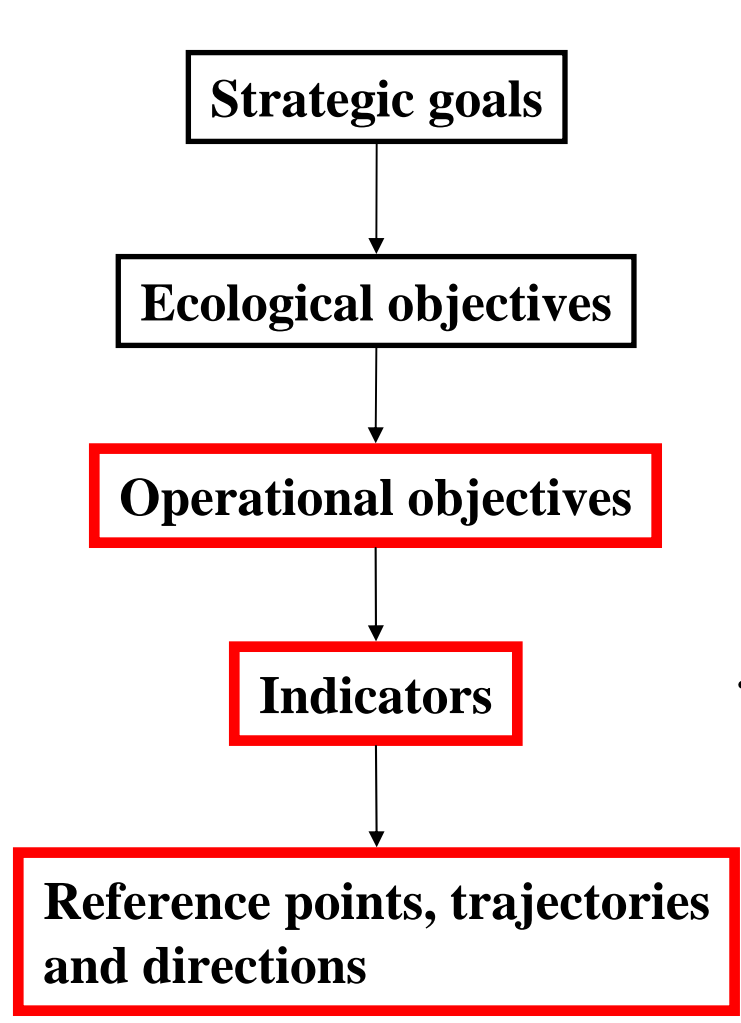 Strategic goals
Ecological objectives
Operational objectives
Indicators
Reference points, trajectories
and directions